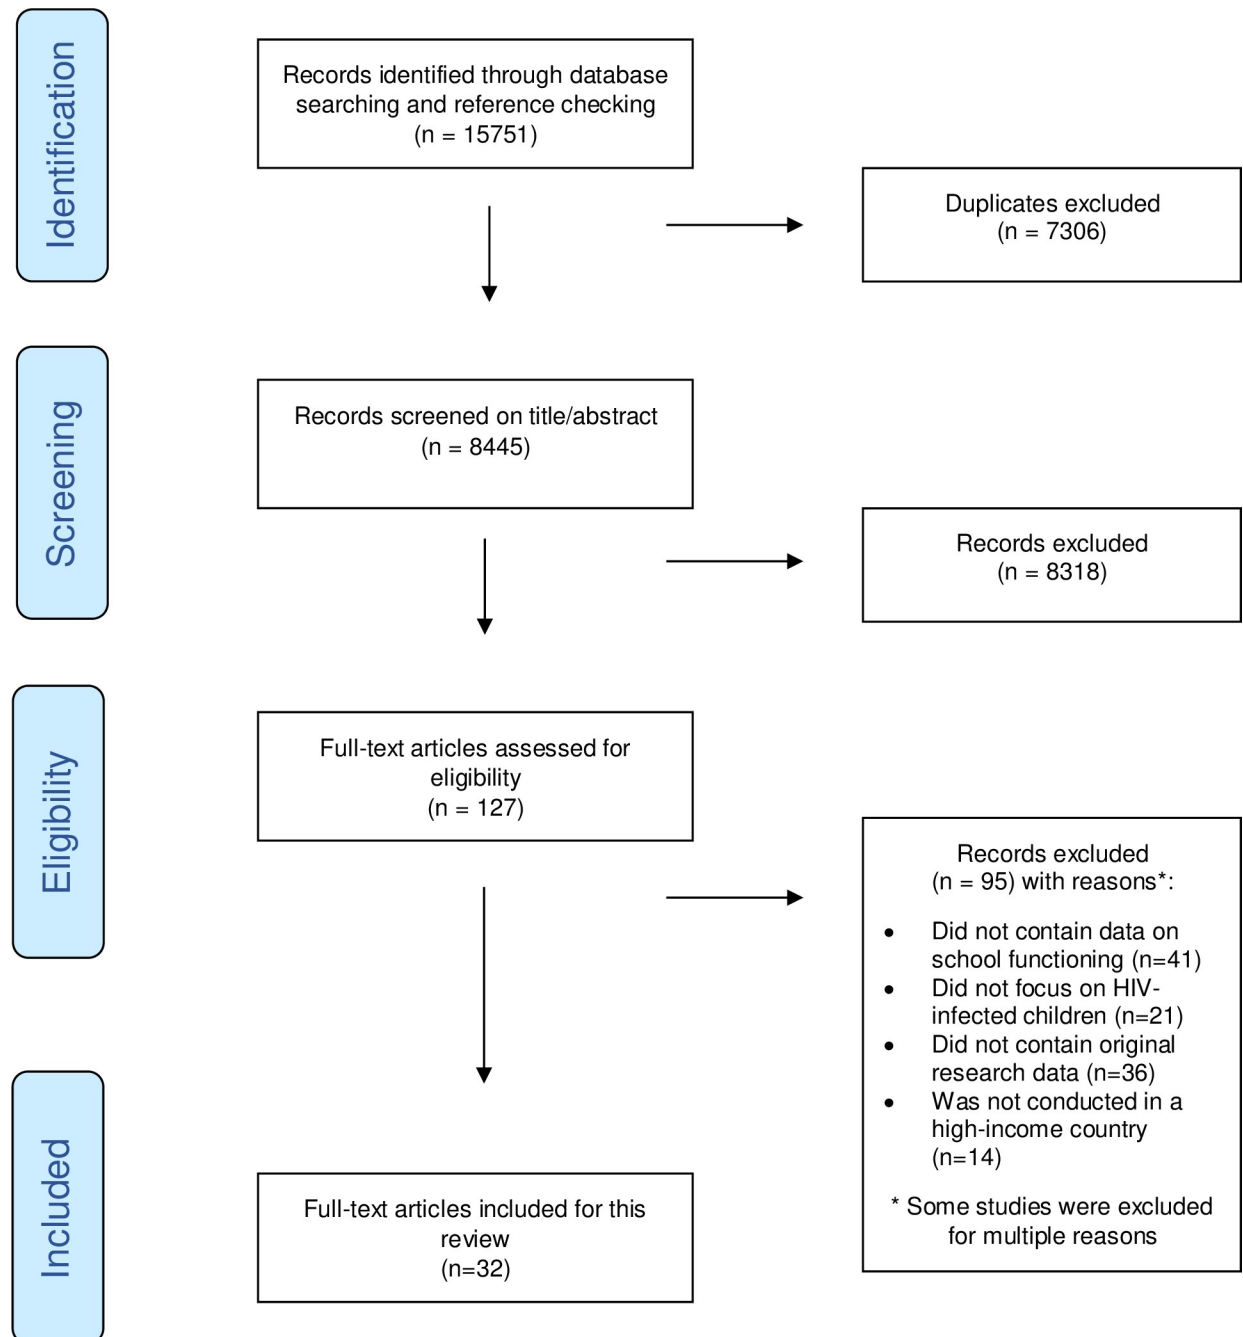 Identification
Records identified through database
searching and reference checking
(n = 15751)
Duplicates excluded
(n = 7306)
Screening
Records screened on title/abstract
(n = 8445)
Records excluded
(n = 8318)
Eligibility
Full-text articles assessed for
eligibility
(n = 127)
Records excluded
(n = 95) with reasons*:
• Did not contain data on
school functioning (n=41)
• Did not focus on HIV-
infected children (n=21)
• Did not contain original
research data (n=36)
• Was not conducted in a
high-income country
(n=14)
* Some studies were excluded
for multiple reasons
Included
Full-text articles included for this
review
(n=32)